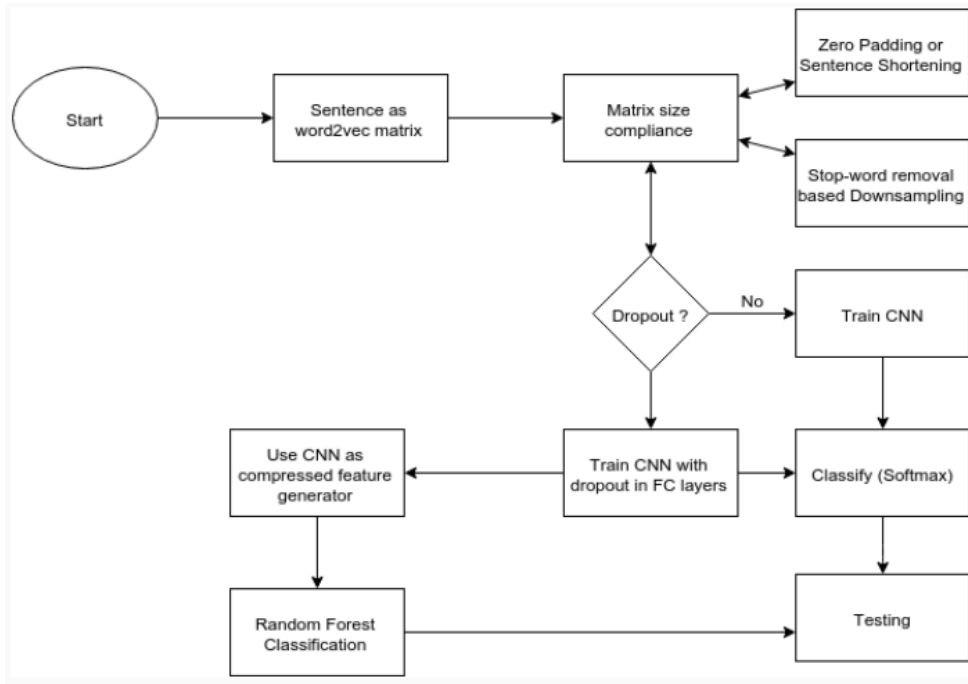 Start
Sentence as
word2vec matrix
Matrix size
compliance
Zero Padding or
Sentence Shortening
Stop-word removal
based Downsampling
Dropout ?
No
Train CNN
Use CNN as
compressed feature
generator
Train CNN with
dropout in FC layers
Classify (Softmax)
Random Forest
Classification
Testing